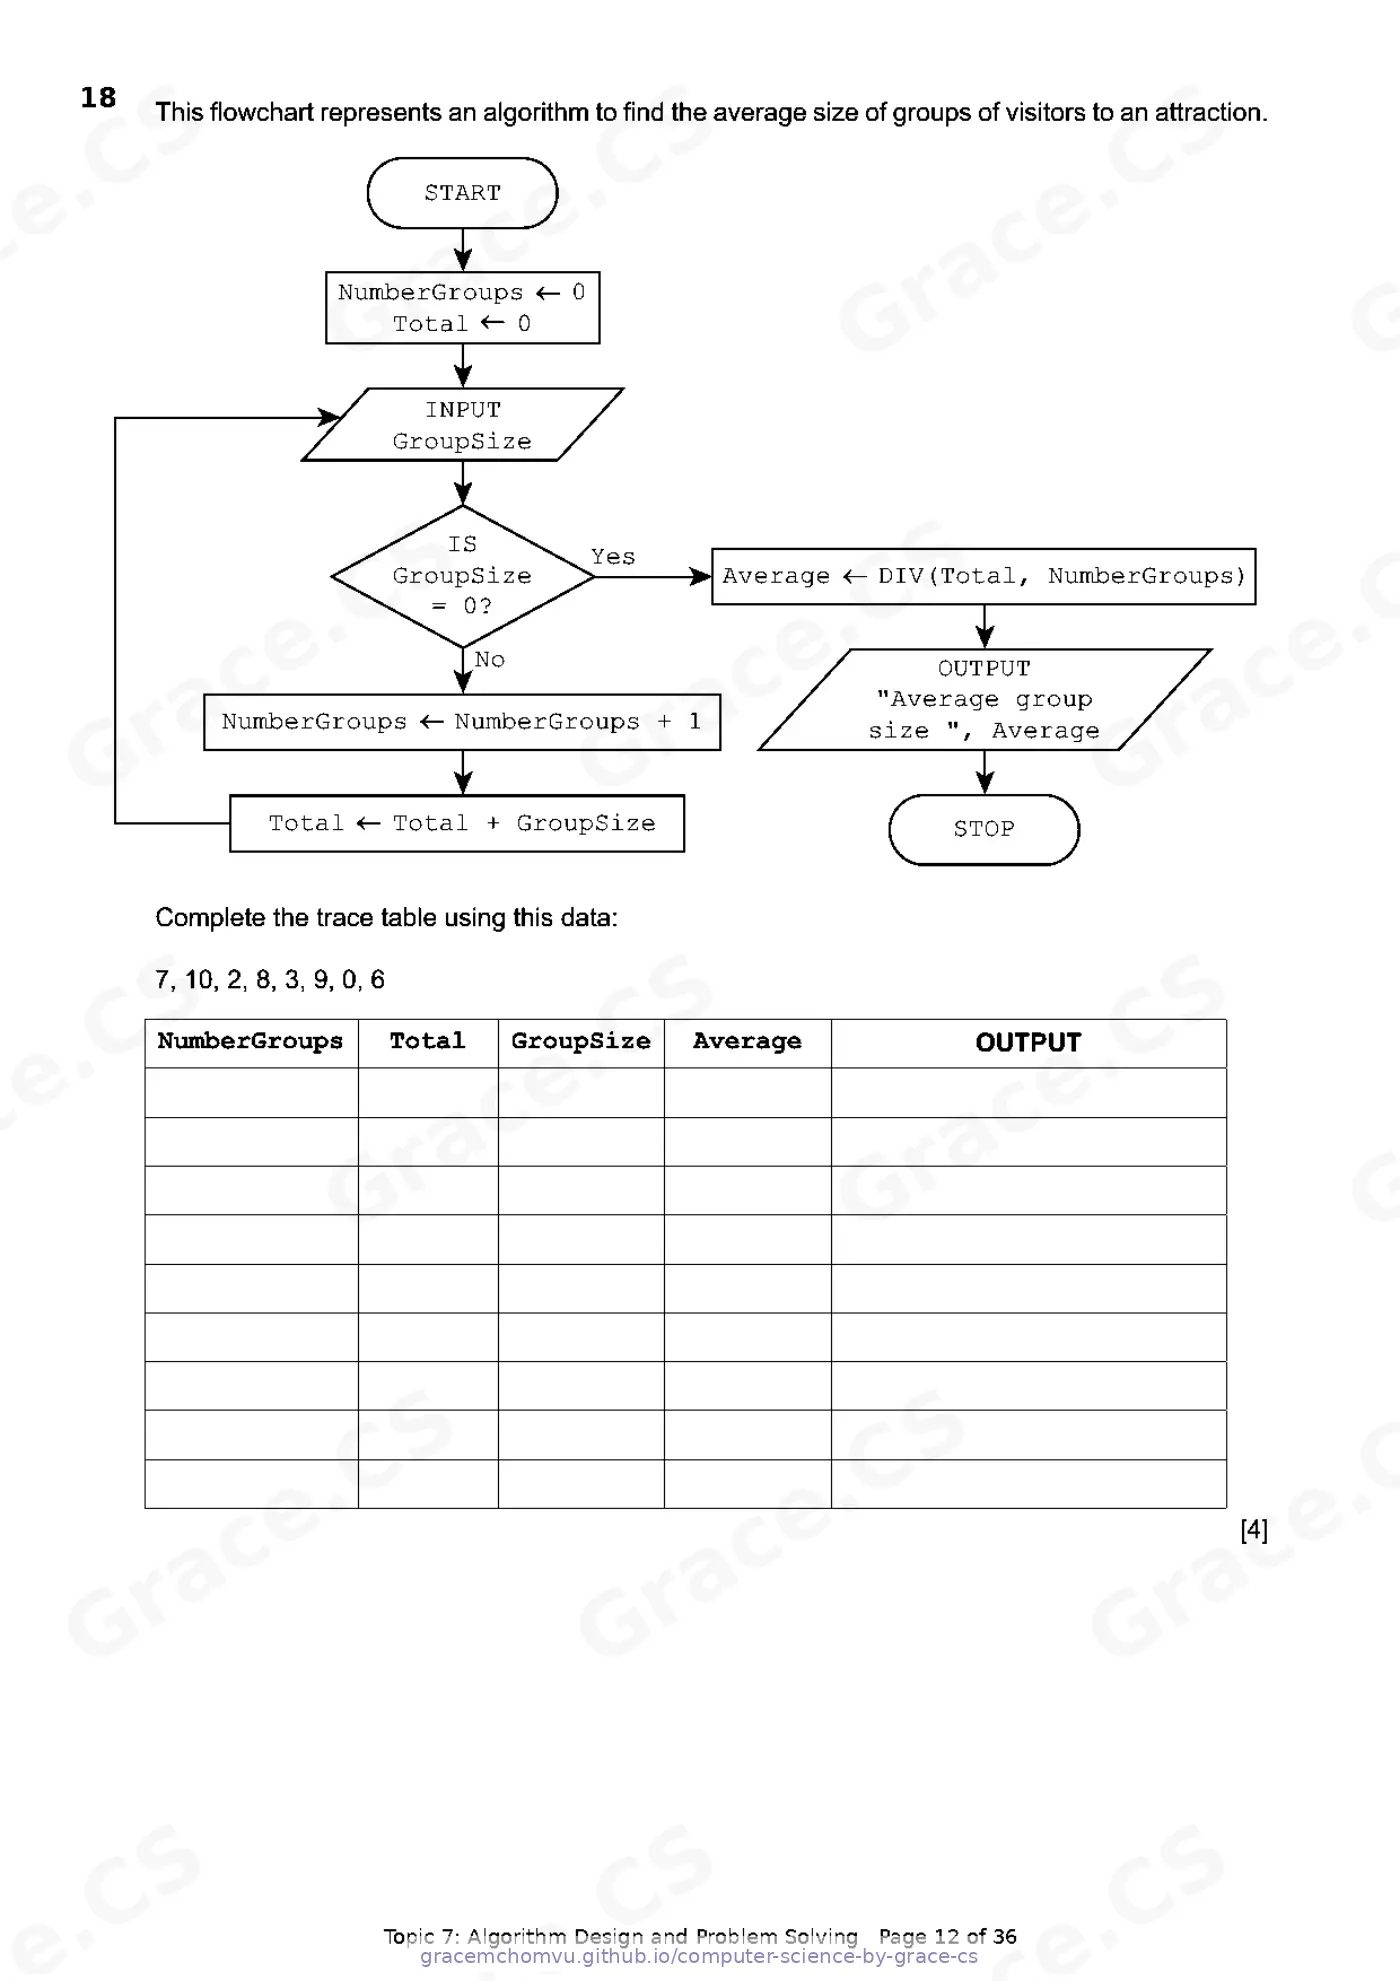 18
This flowchart represents an algorithm to find the average size of groups of visitors to an attraction.
START
NumberGroups ← 0
Total ← 0
INPUT
GroupSize
IS
GroupSize
= 0?
Yes
Average ← DIV(Total, NumberGroups)
No
OUTPUT
"Average group
size ", Average
NumberGroups ← NumberGroups + 1
Total ← Total + GroupSize
STOP
Complete the trace table using this data:
7, 10, 2, 8, 3, 9, 0, 6
NumberGroups Total GroupSize Average OUTPUT
[4]
Topic 7: Algorithm Design and Problem Solving Page 12 of 36
gracemchomvu.github.io/computer-science-by-grace-cs
Grace.CS